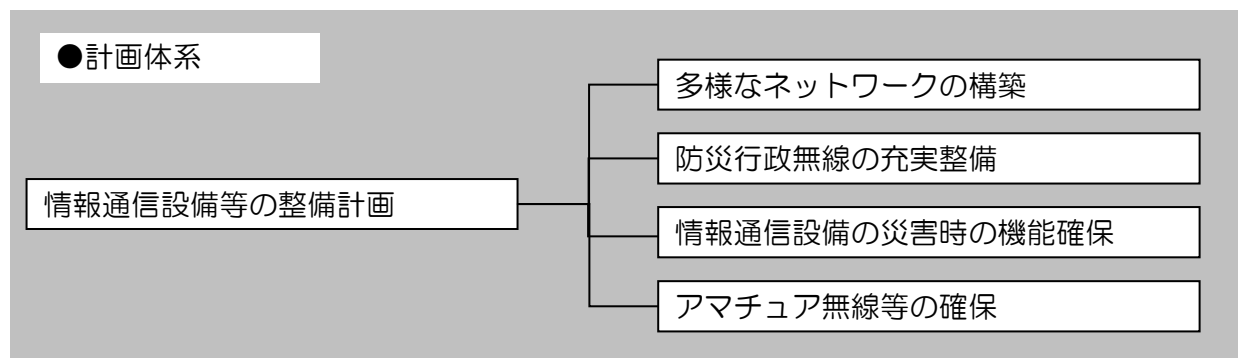 ●計画体系
情報通信設備等の整備計画
多様なネットワークの構築
防災行政無線の充実整備
情報通信設備の災害時の機能確保
アマチュア無線等の確保